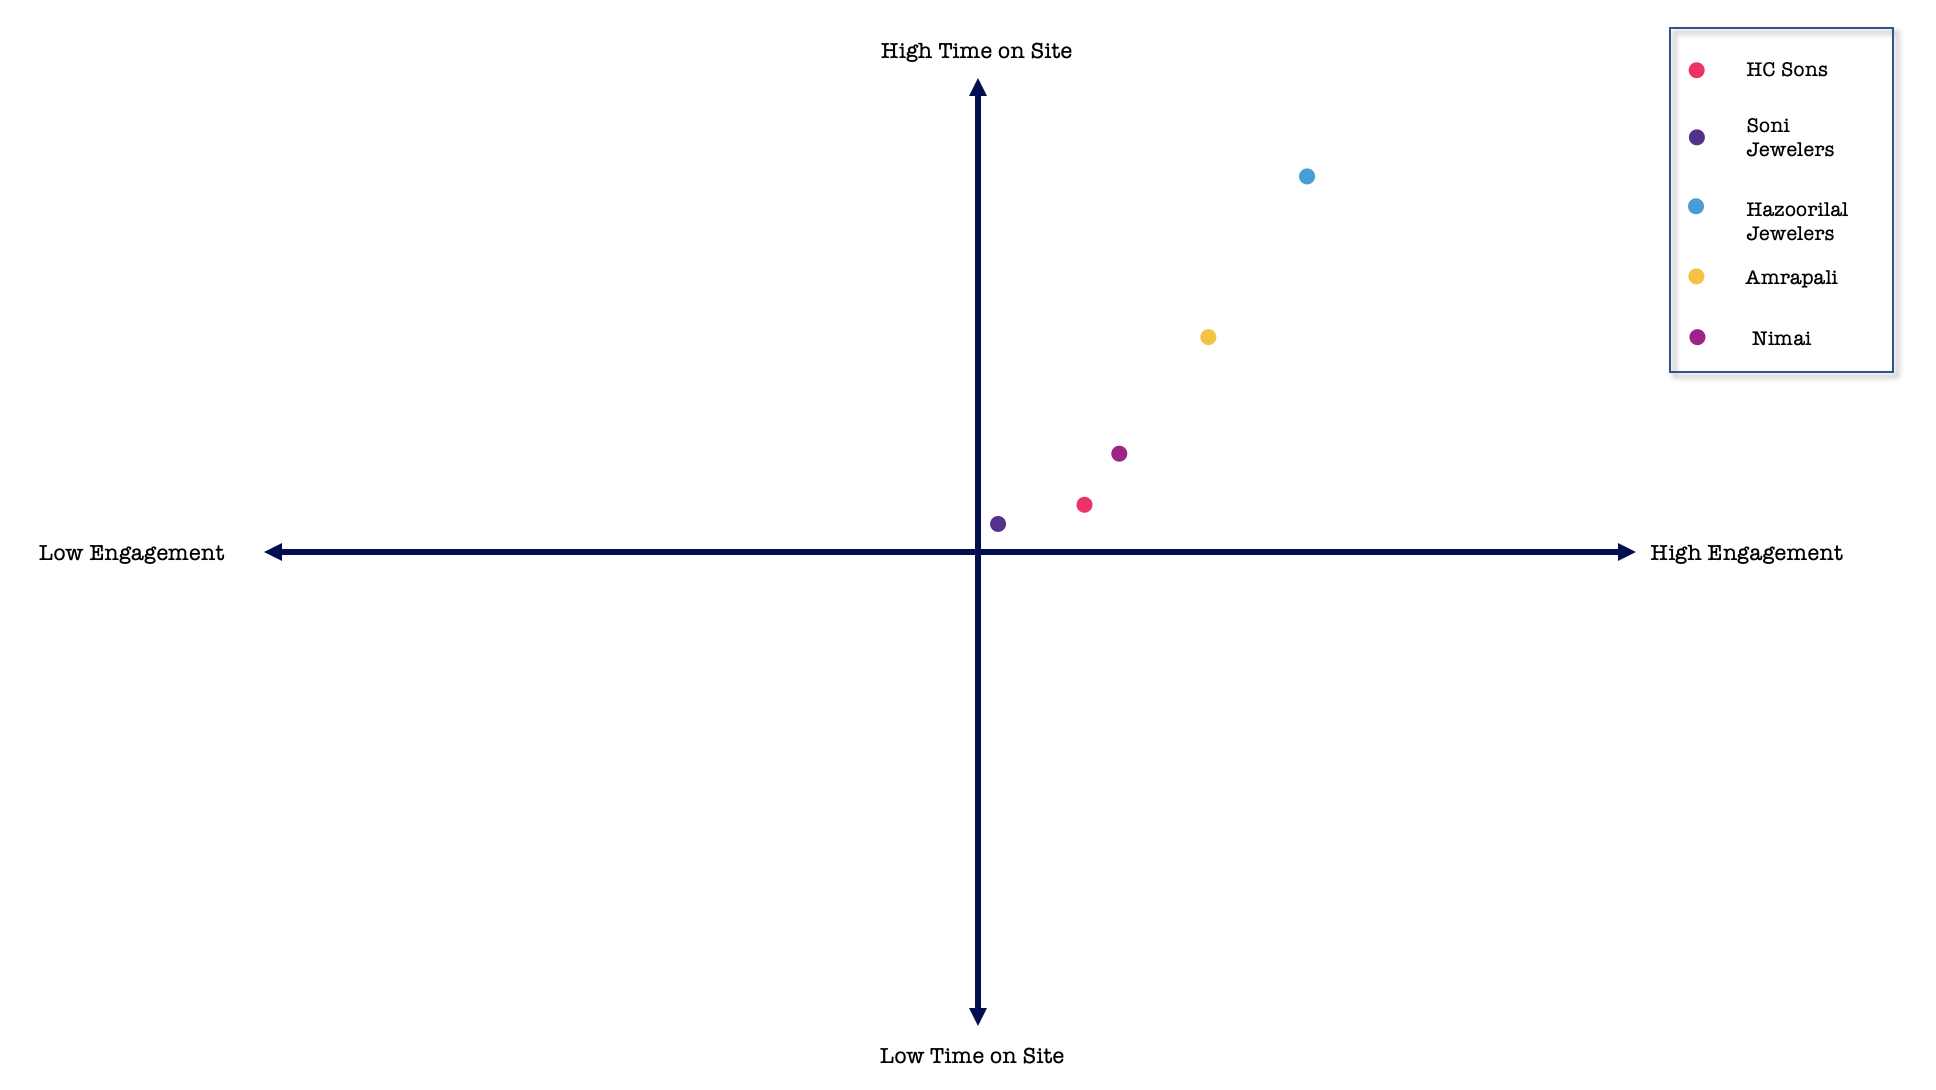 High Time on Site
HC Sons
Soni
Jewelers
Hazoorilal
Jewelers
Amrapali
Nimai
Low Engagement
High Engagement
Low Time on Site